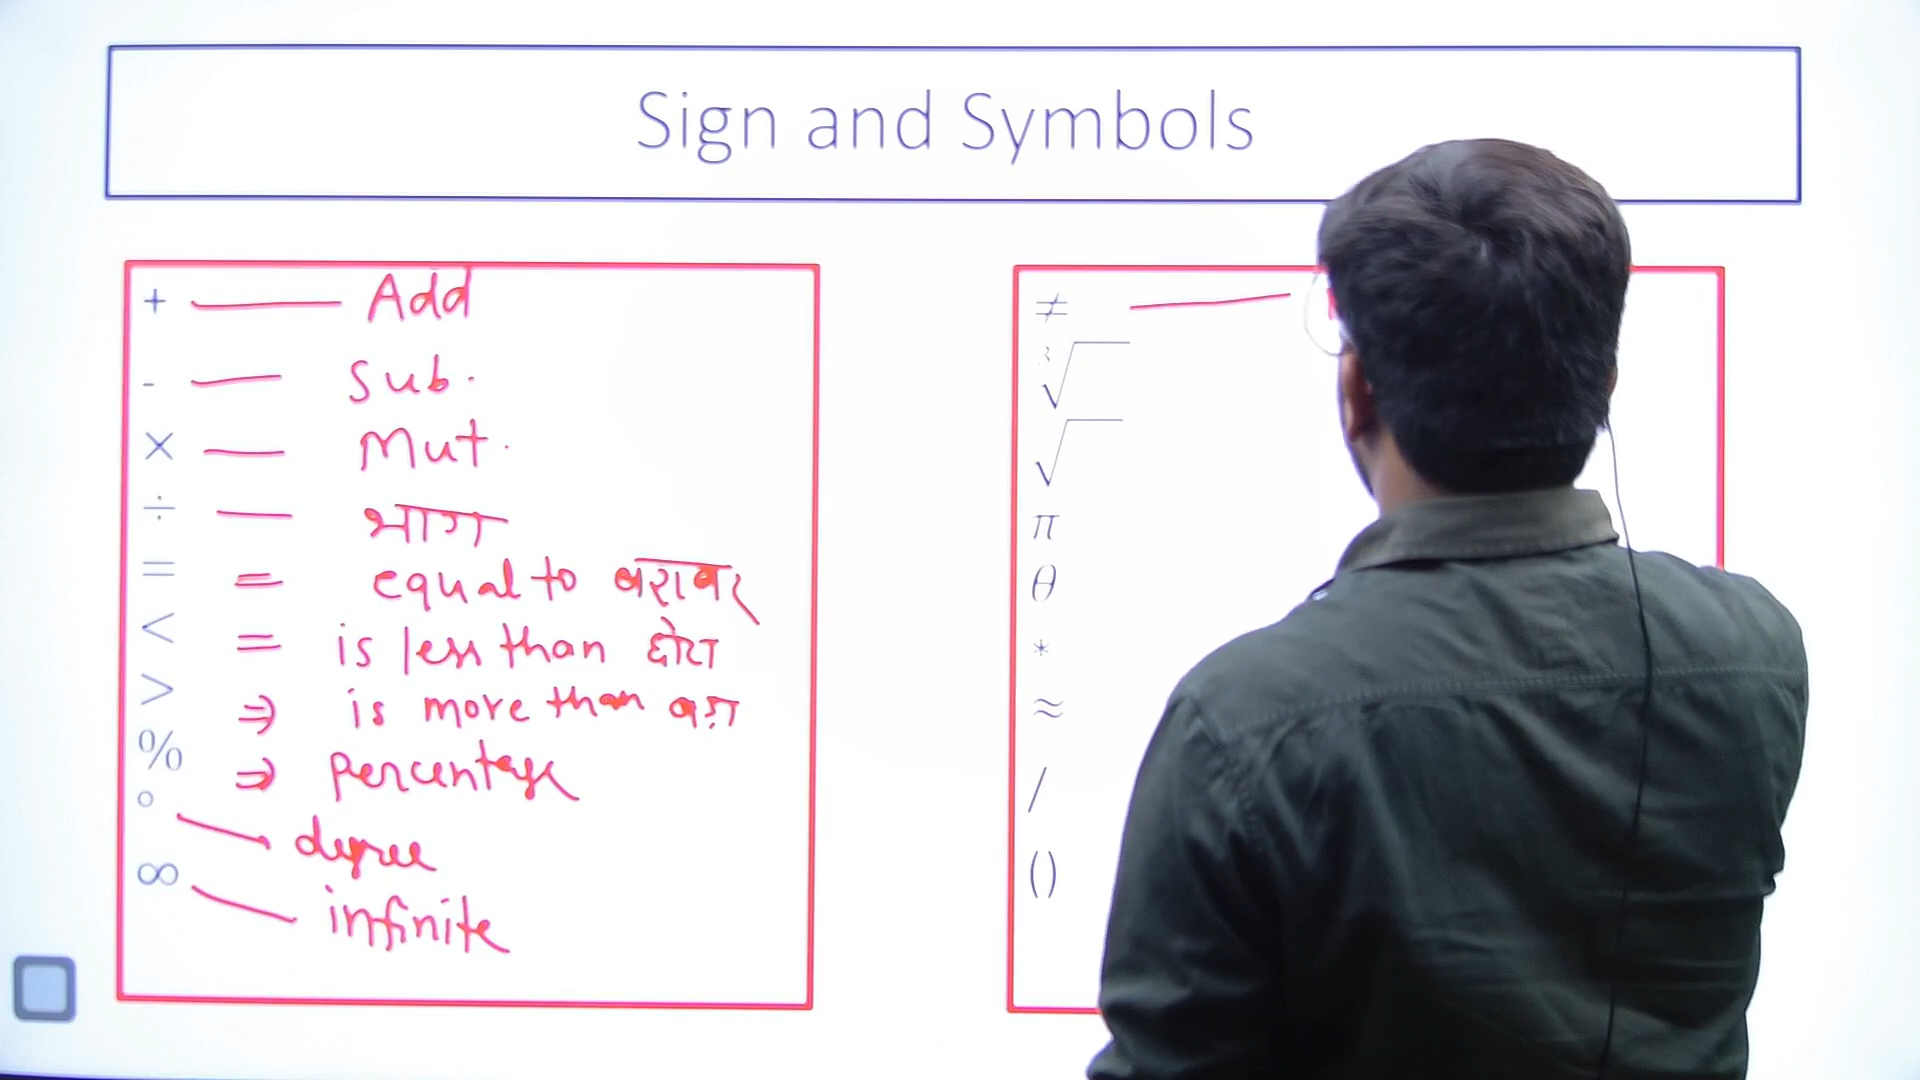 Sign and Symbols
+ Add
- Sub.
× Mut.
÷ भाग
= = equal to बराबर
< = is less than छोटा
> ⇒ is more than बड़ा
% ⇒ percentage
° degree
∞ infinite
≠
∛
√
π
θ
*
≈
/
()